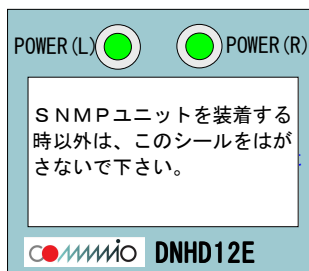 POWER(L) POWER(R)
SNMPユニットを装着する
時以外は、このシールをはが
さないで下さい。
commio DNHD12E